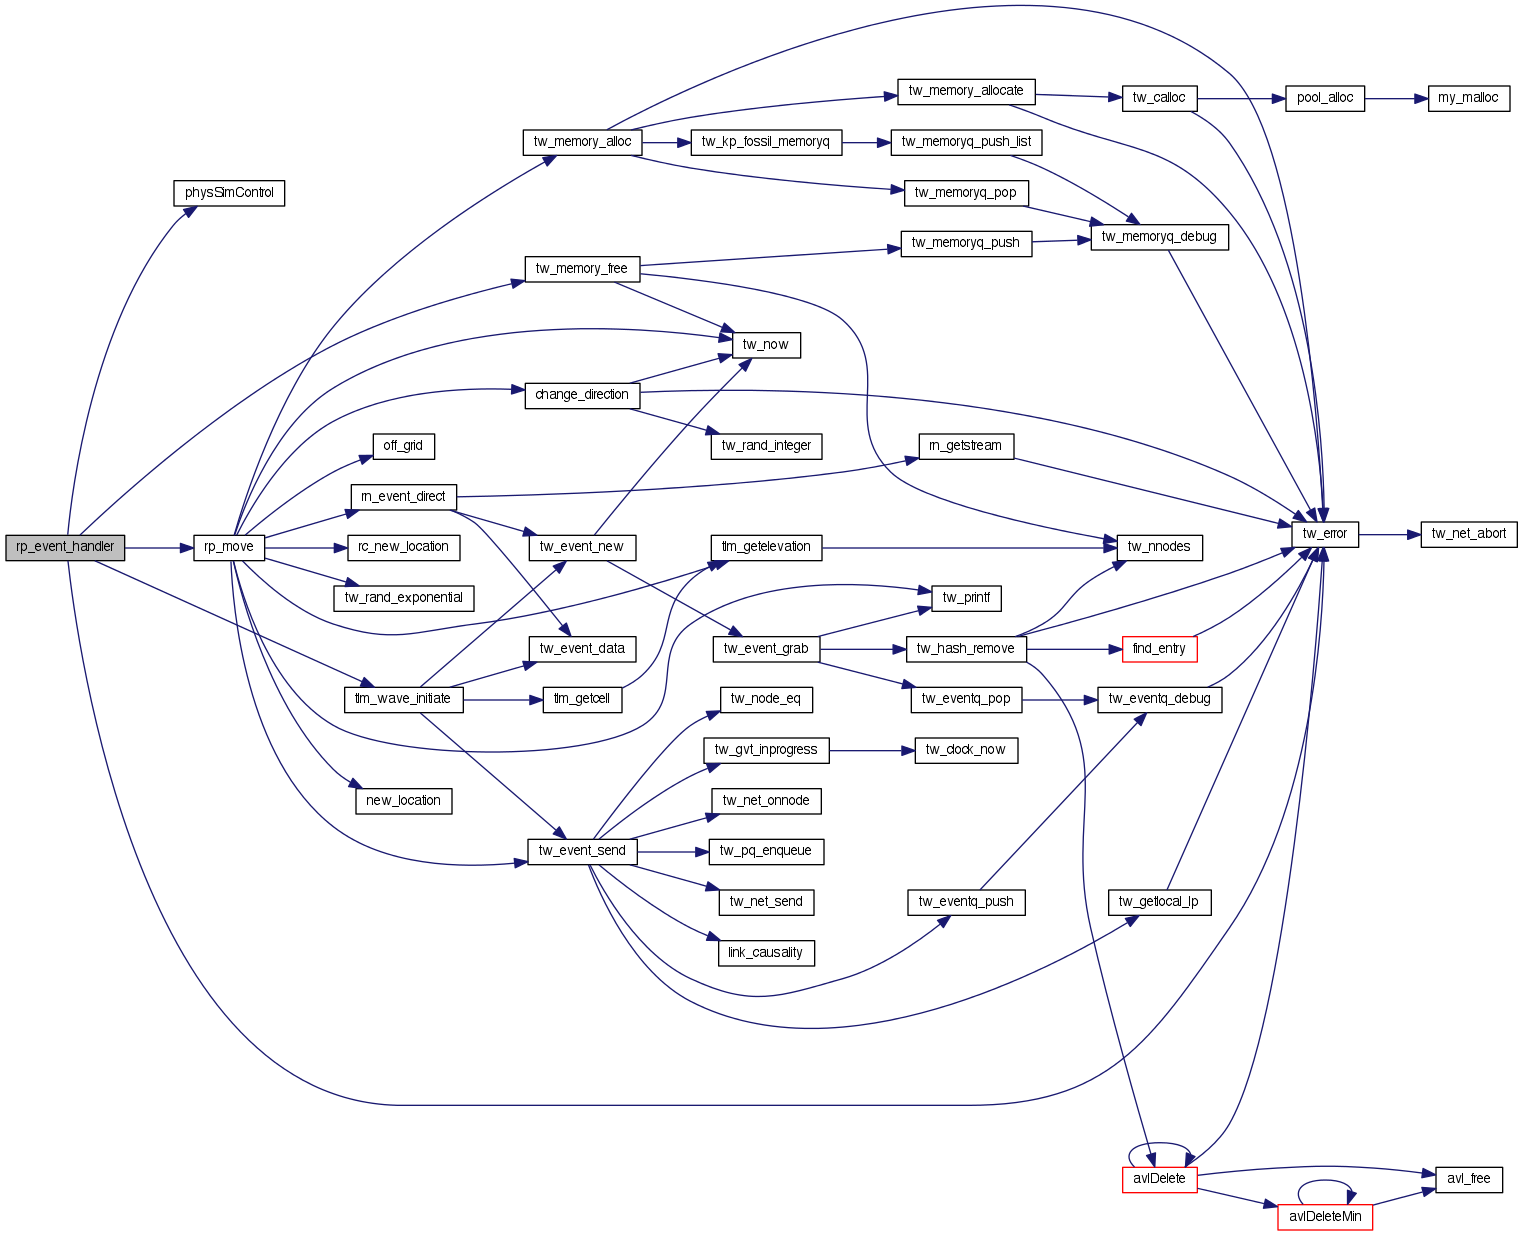 tw_memory_allocate
tw_calloc
pool_alloc
my_malloc
tw_memory_alloc
tw_kp_fossil_memoryq
tw_memoryq_push_list
physSimControl
tw_memoryq_pop
tw_memoryq_debug
tw_memoryq_push
tw_memory_free
tw_now
change_direction
off_grid
tw_rand_integer
rn_getstream
rn_event_direct
rp_event_handler
rp_move
rc_new_location
tw_event_new
tlm_getelevation
tw_nnodes
tw_error
tw_net_abort
tw_rand_exponential
tw_printf
tw_event_data
tw_event_grab
tw_hash_remove
find_entry
tlm_wave_initiate
tlm_getcell
tw_node_eq
tw_eventq_pop
tw_eventq_debug
tw_gvt_inprogress
tw_clock_now
new_location
tw_net_onnode
tw_event_send
tw_pq_enqueue
tw_net_send
tw_eventq_push
tw_getlocal_lp
link_causality
avlDelete
avl_free
avlDeleteMin